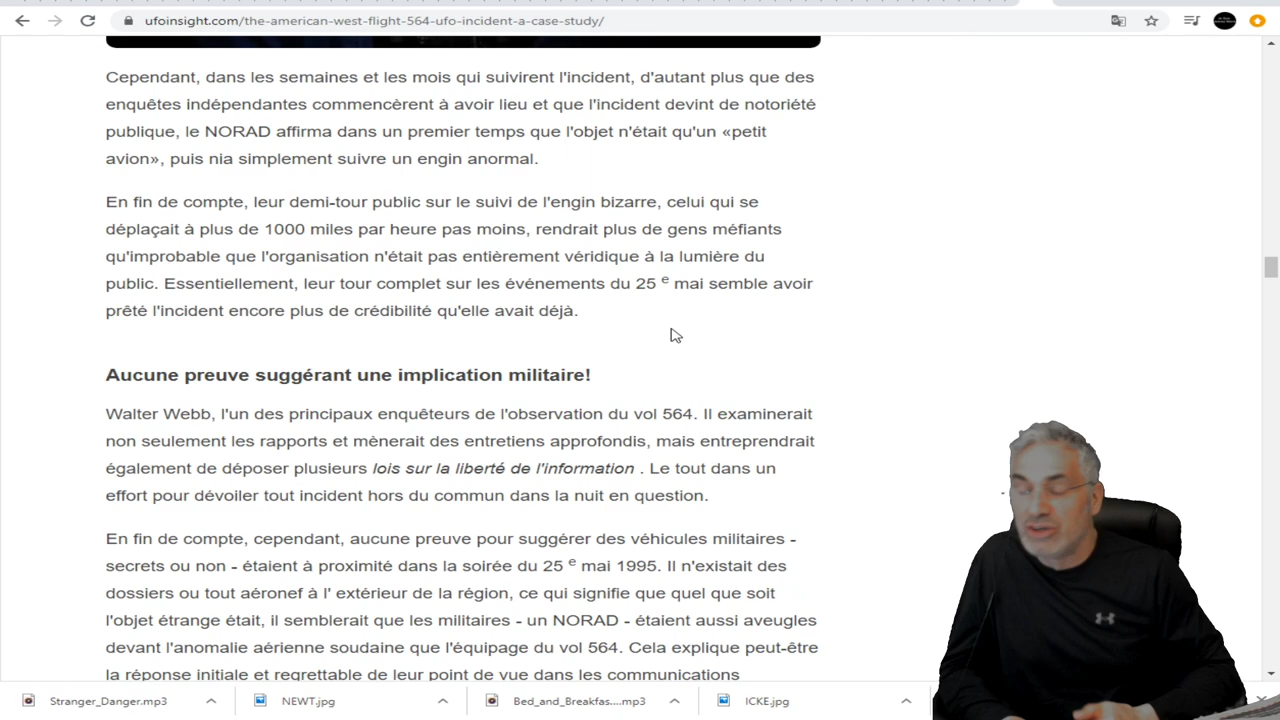 ufoinsight.com/the-american-west-flight-564-ufo-incident-a-case-study/
Cependant, dans les semaines et les mois qui suivirent l'incident, d'autant plus que des
enquêtes indépendantes commencèrent à avoir lieu et que l'incident devint de notoriété
publique, le NORAD affirma dans un premier temps que l'objet n'était qu'un «petit
avion», puis nia simplement suivre un engin anormal.
En fin de compte, leur demi-tour public sur le suivi de l'engin bizarre, celui qui se
déplaçait à plus de 1000 miles par heure pas moins, rendrait plus de gens méfiants
qu'improbable que l'organisation n'était pas entièrement véridique à la lumière du
public. Essentiellement, leur tour complet sur les événements du 25 e mai semble avoir
prêté l'incident encore plus de crédibilité qu'elle avait déjà.
Aucune preuve suggérant une implication militaire!
Walter Webb, l'un des principaux enquêteurs de l'observation du vol 564. Il examinerait
non seulement les rapports et mènerait des entretiens approfondis, mais entreprendrait
également de déposer plusieurs lois sur la liberté de l'information . Le tout dans un
effort pour dévoiler tout incident hors du commun dans la nuit en question.
En fin de compte, cependant, aucune preuve pour suggérer des véhicules militaires -
secrets ou non - étaient à proximité dans la soirée du 25 e mai 1995. Il n'existait des
dossiers ou tout aéronef à l' extérieur de la région, ce qui signifie que quel que soit
l'objet étrange était, il semblerait que les militaires - un NORAD - étaient aussi aveugles
devant l'anomalie aérienne soudaine que l'équipage du vol 564. Cela explique peut-être
la réponse initiale et regrettable de leur point de vue dans les communications
Stranger_Danger.mp3
NEWT.jpg
Bed_and_Breakfas....mp3
ICKE.jpg